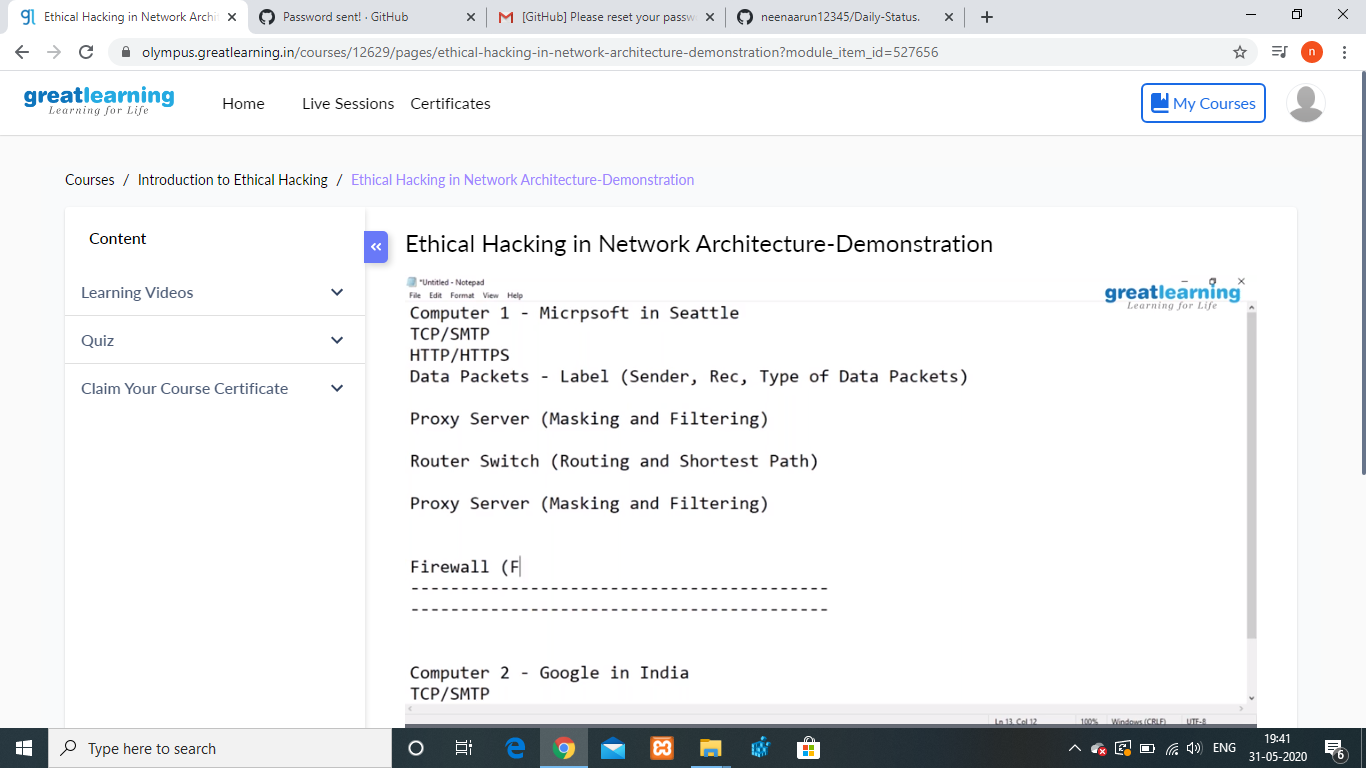 Ethical Hacking in Network Archit
Password sent! · GitHub
[GitHub] Please reset your passw
neenaarun12345/Daily-Status.
olympus.greatlearning.in/courses/12629/pages/ethical-hacking-in-network-architecture-demonstration?module_item_id=527656
n
greatlearning
Learning for Life
Home
Live Sessions
Certificates
My Courses
Courses / Introduction to Ethical Hacking / Ethical Hacking in Network Architecture-Demonstration
Content
Learning Videos
Quiz
Claim Your Course Certificate
«
Ethical Hacking in Network Architecture-Demonstration
*Untitled - Notepad
File Edit Format View Help
greatlearning
Learning for Life
Computer 1 - Micrpsoft in Seattle
TCP/SMTP
HTTP/HTTPS
Data Packets - Label (Sender, Rec, Type of Data Packets)
Proxy Server (Masking and Filtering)
Router Switch (Routing and Shortest Path)
Proxy Server (Masking and Filtering)
Firewall (F
------------------------------------------
------------------------------------------
Computer 2 - Google in India
TCP/SMTP
Ln 13, Col 12
100%
Windows (CRLF)
UTF-8
Type here to search
ENG
19:41
31-05-2020
6